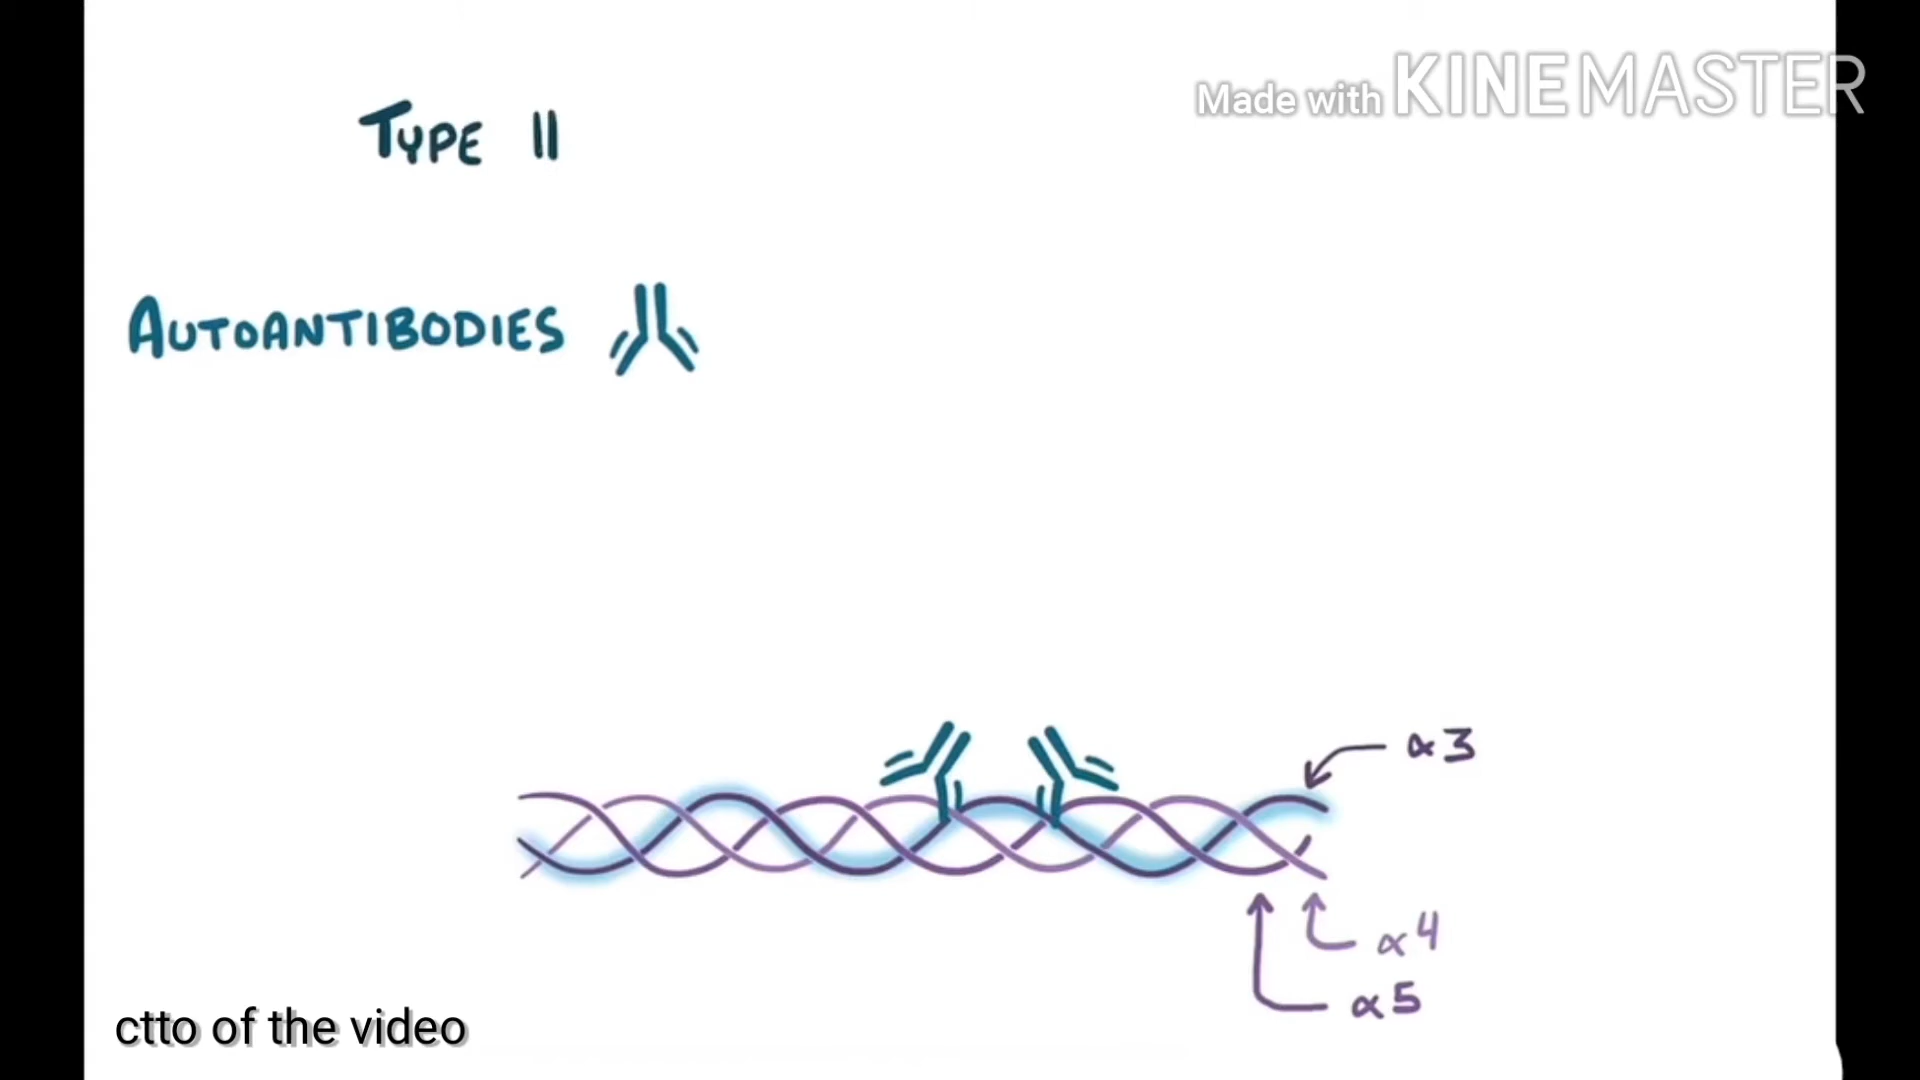 Made with KINEMASTER
TYPE II
AUTOANTIBODIES
α3
α4
α5
ctto of the video